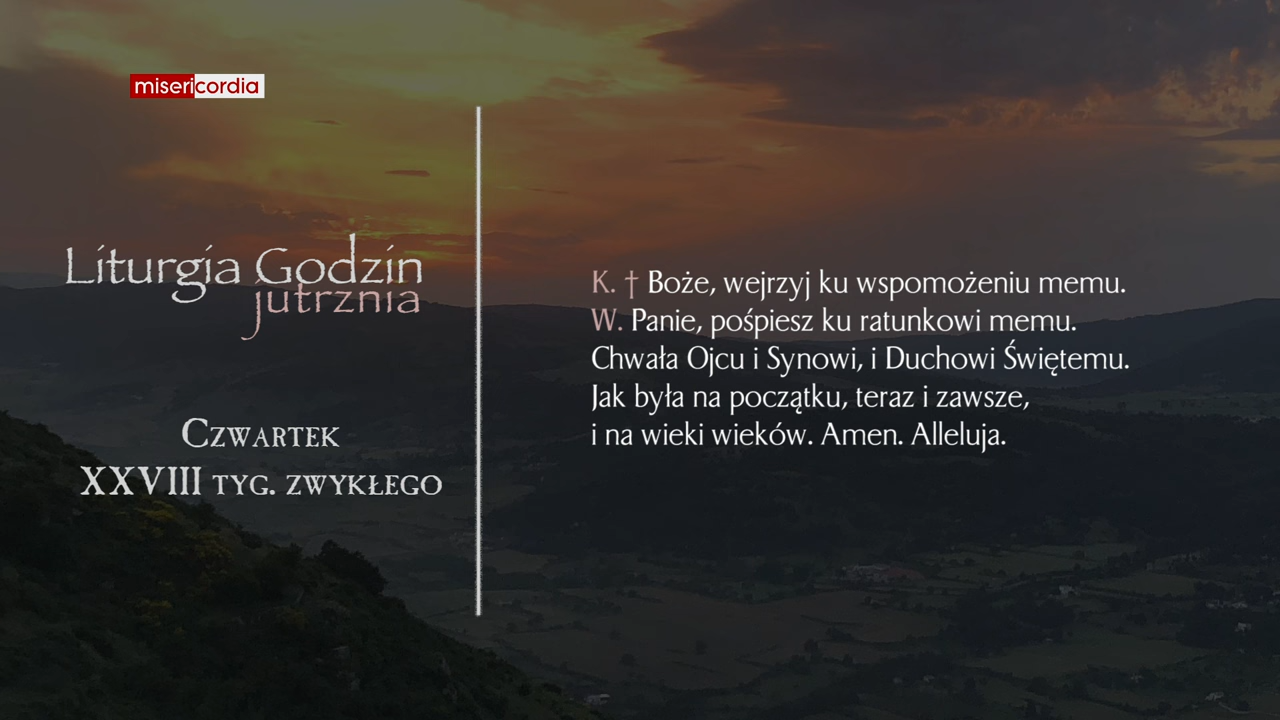 misericordia
Liturgia Godzin
jutrznia
Czwartek
XXVIII tyg. zwykłego
K. † Boże, wejrzyj ku wspomożeniu memu.
W. Panie, pośpiesz ku ratunkowi memu.
Chwała Ojcu i Synowi, i Duchowi Świętemu.
Jak była na początku, teraz i zawsze,
i na wieki wieków. Amen. Alleluja.